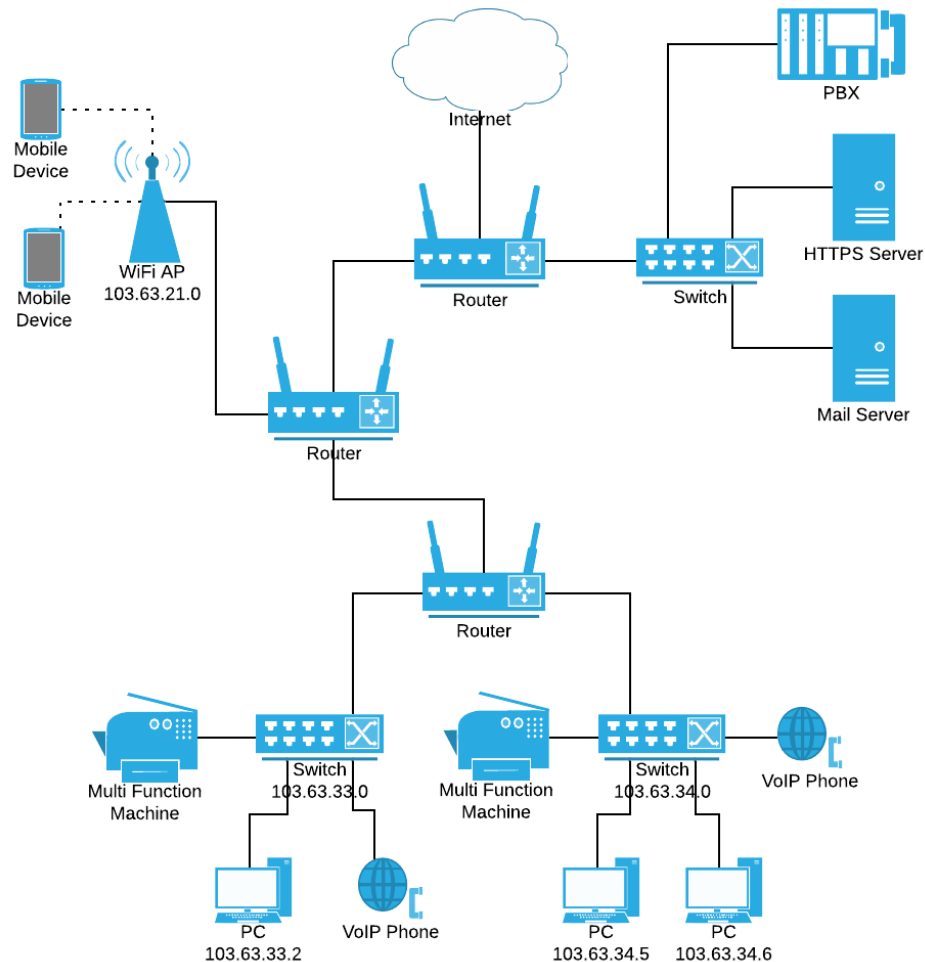 Internet
PBX
Mobile
Device
HTTPS Server
WiFi AP
103.63.21.0
Mobile
Device
Router
Switch
Mail Server
Router
Router
Multi Function
Machine
Switch
103.63.33.0
Multi Function
Machine
Switch
103.63.34.0
VoIP Phone
PC
103.63.33.2
VoIP Phone
PC
103.63.34.5
PC
103.63.34.6